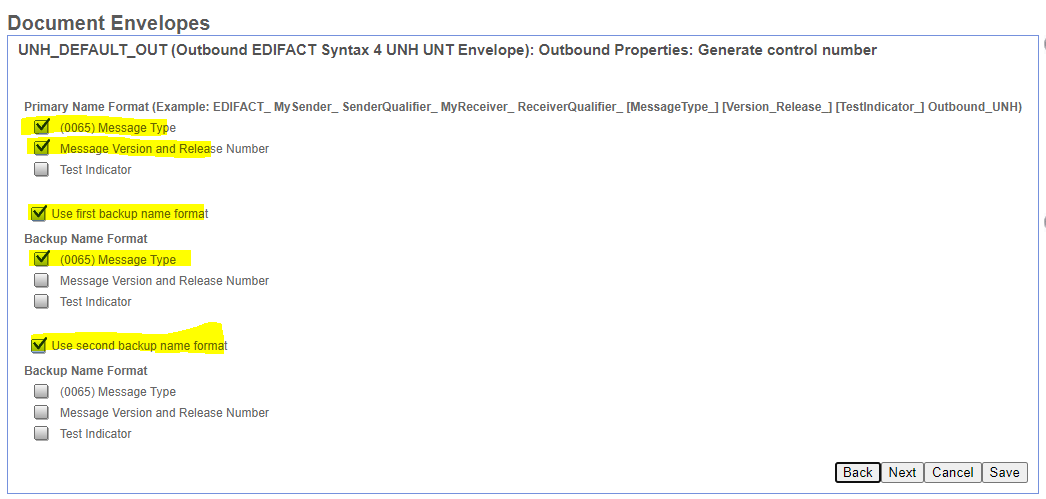 Document Envelopes
UNH_DEFAULT_OUT (Outbound EDIFACT Syntax 4 UNH UNT Envelope): Outbound Properties: Generate control number
Primary Name Format (Example: EDIFACT_ MySender_ SenderQualifier_ MyReceiver_ ReceiverQualifier_ [MessageType_] [Version_Release_] [TestIndicator_] Outbound_UNH)
(0065) Message Type
Message Version and Release Number
Test Indicator
Use first backup name format
Backup Name Format
(0065) Message Type
Message Version and Release Number
Test Indicator
Use second backup name format
Backup Name Format
(0065) Message Type
Message Version and Release Number
Test Indicator
Back Next Cancel Save